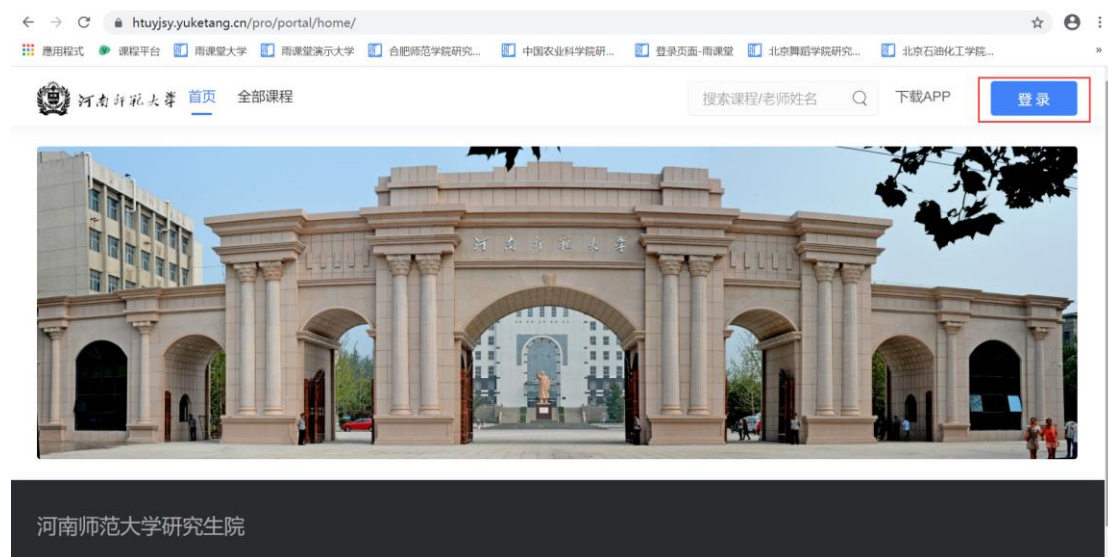 htuyjsy.yuketang.cn/pro/portal/home/
應用程式 课程平台 雨课堂大学 雨课堂演示大学 合肥师范学院研究... 中国农业科学院研... 登录页面-雨课堂 北京舞蹈学院研究... 北京石油化工学院... »
河南师范大学 首页 全部课程 搜索课程/老师姓名 下载APP 登录
河南师范大学
河南师范大学研究生院